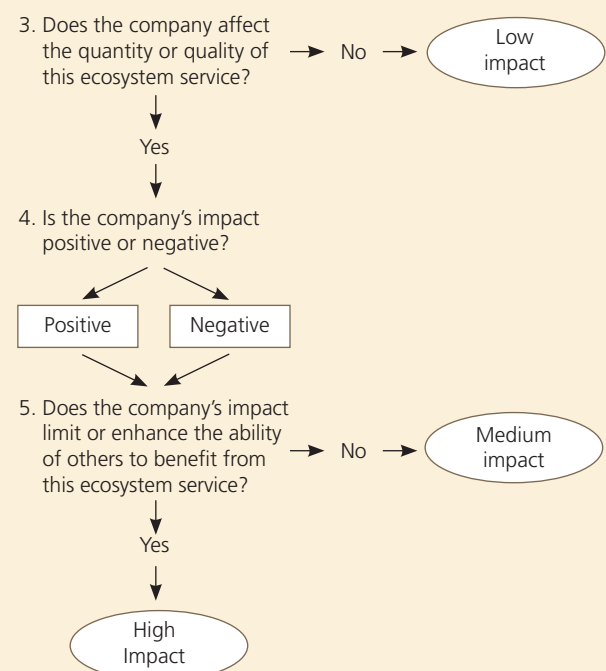 3. Does the company affect
the quantity or quality of
this ecosystem service?
No
Low
impact
Yes
4. Is the company’s impact
positive or negative?
Positive
Negative
5. Does the company’s impact
limit or enhance the ability
of others to benefit from
this ecosystem service?
No
Medium
impact
Yes
High
Impact